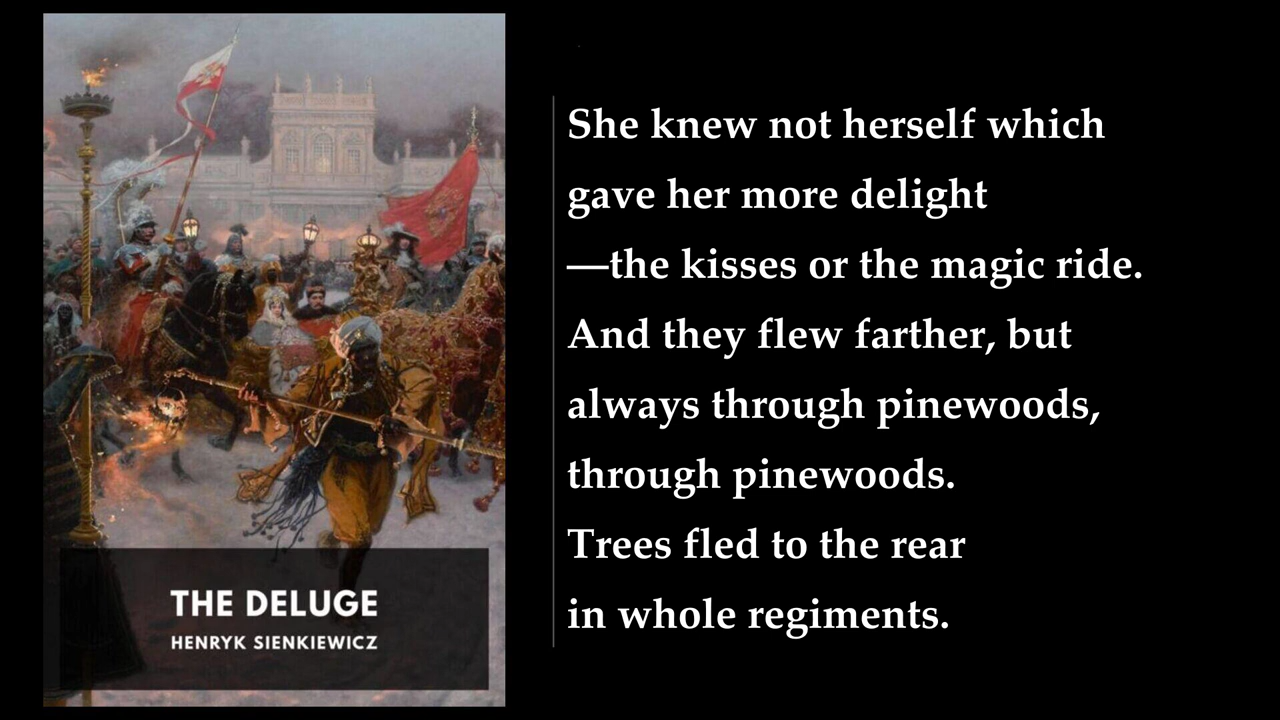 THE DELUGE
HENRYK SIENKIEWICZ
She knew not herself which
gave her more delight
—the kisses or the magic ride.
And they flew farther, but
always through pinewoods,
through pinewoods.
Trees fled to the rear
in whole regiments.